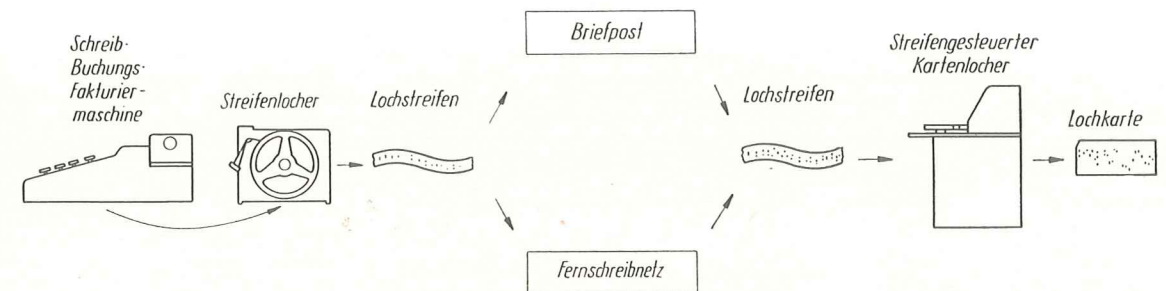 Schreib-
Buchungs-
Fakturier-
maschine
Streifenlocher
Lochstreifen
Briefpost
Fernschreibnetz
Lochstreifen
Streifengesteuerter
Kartenlocher
Lochkarte